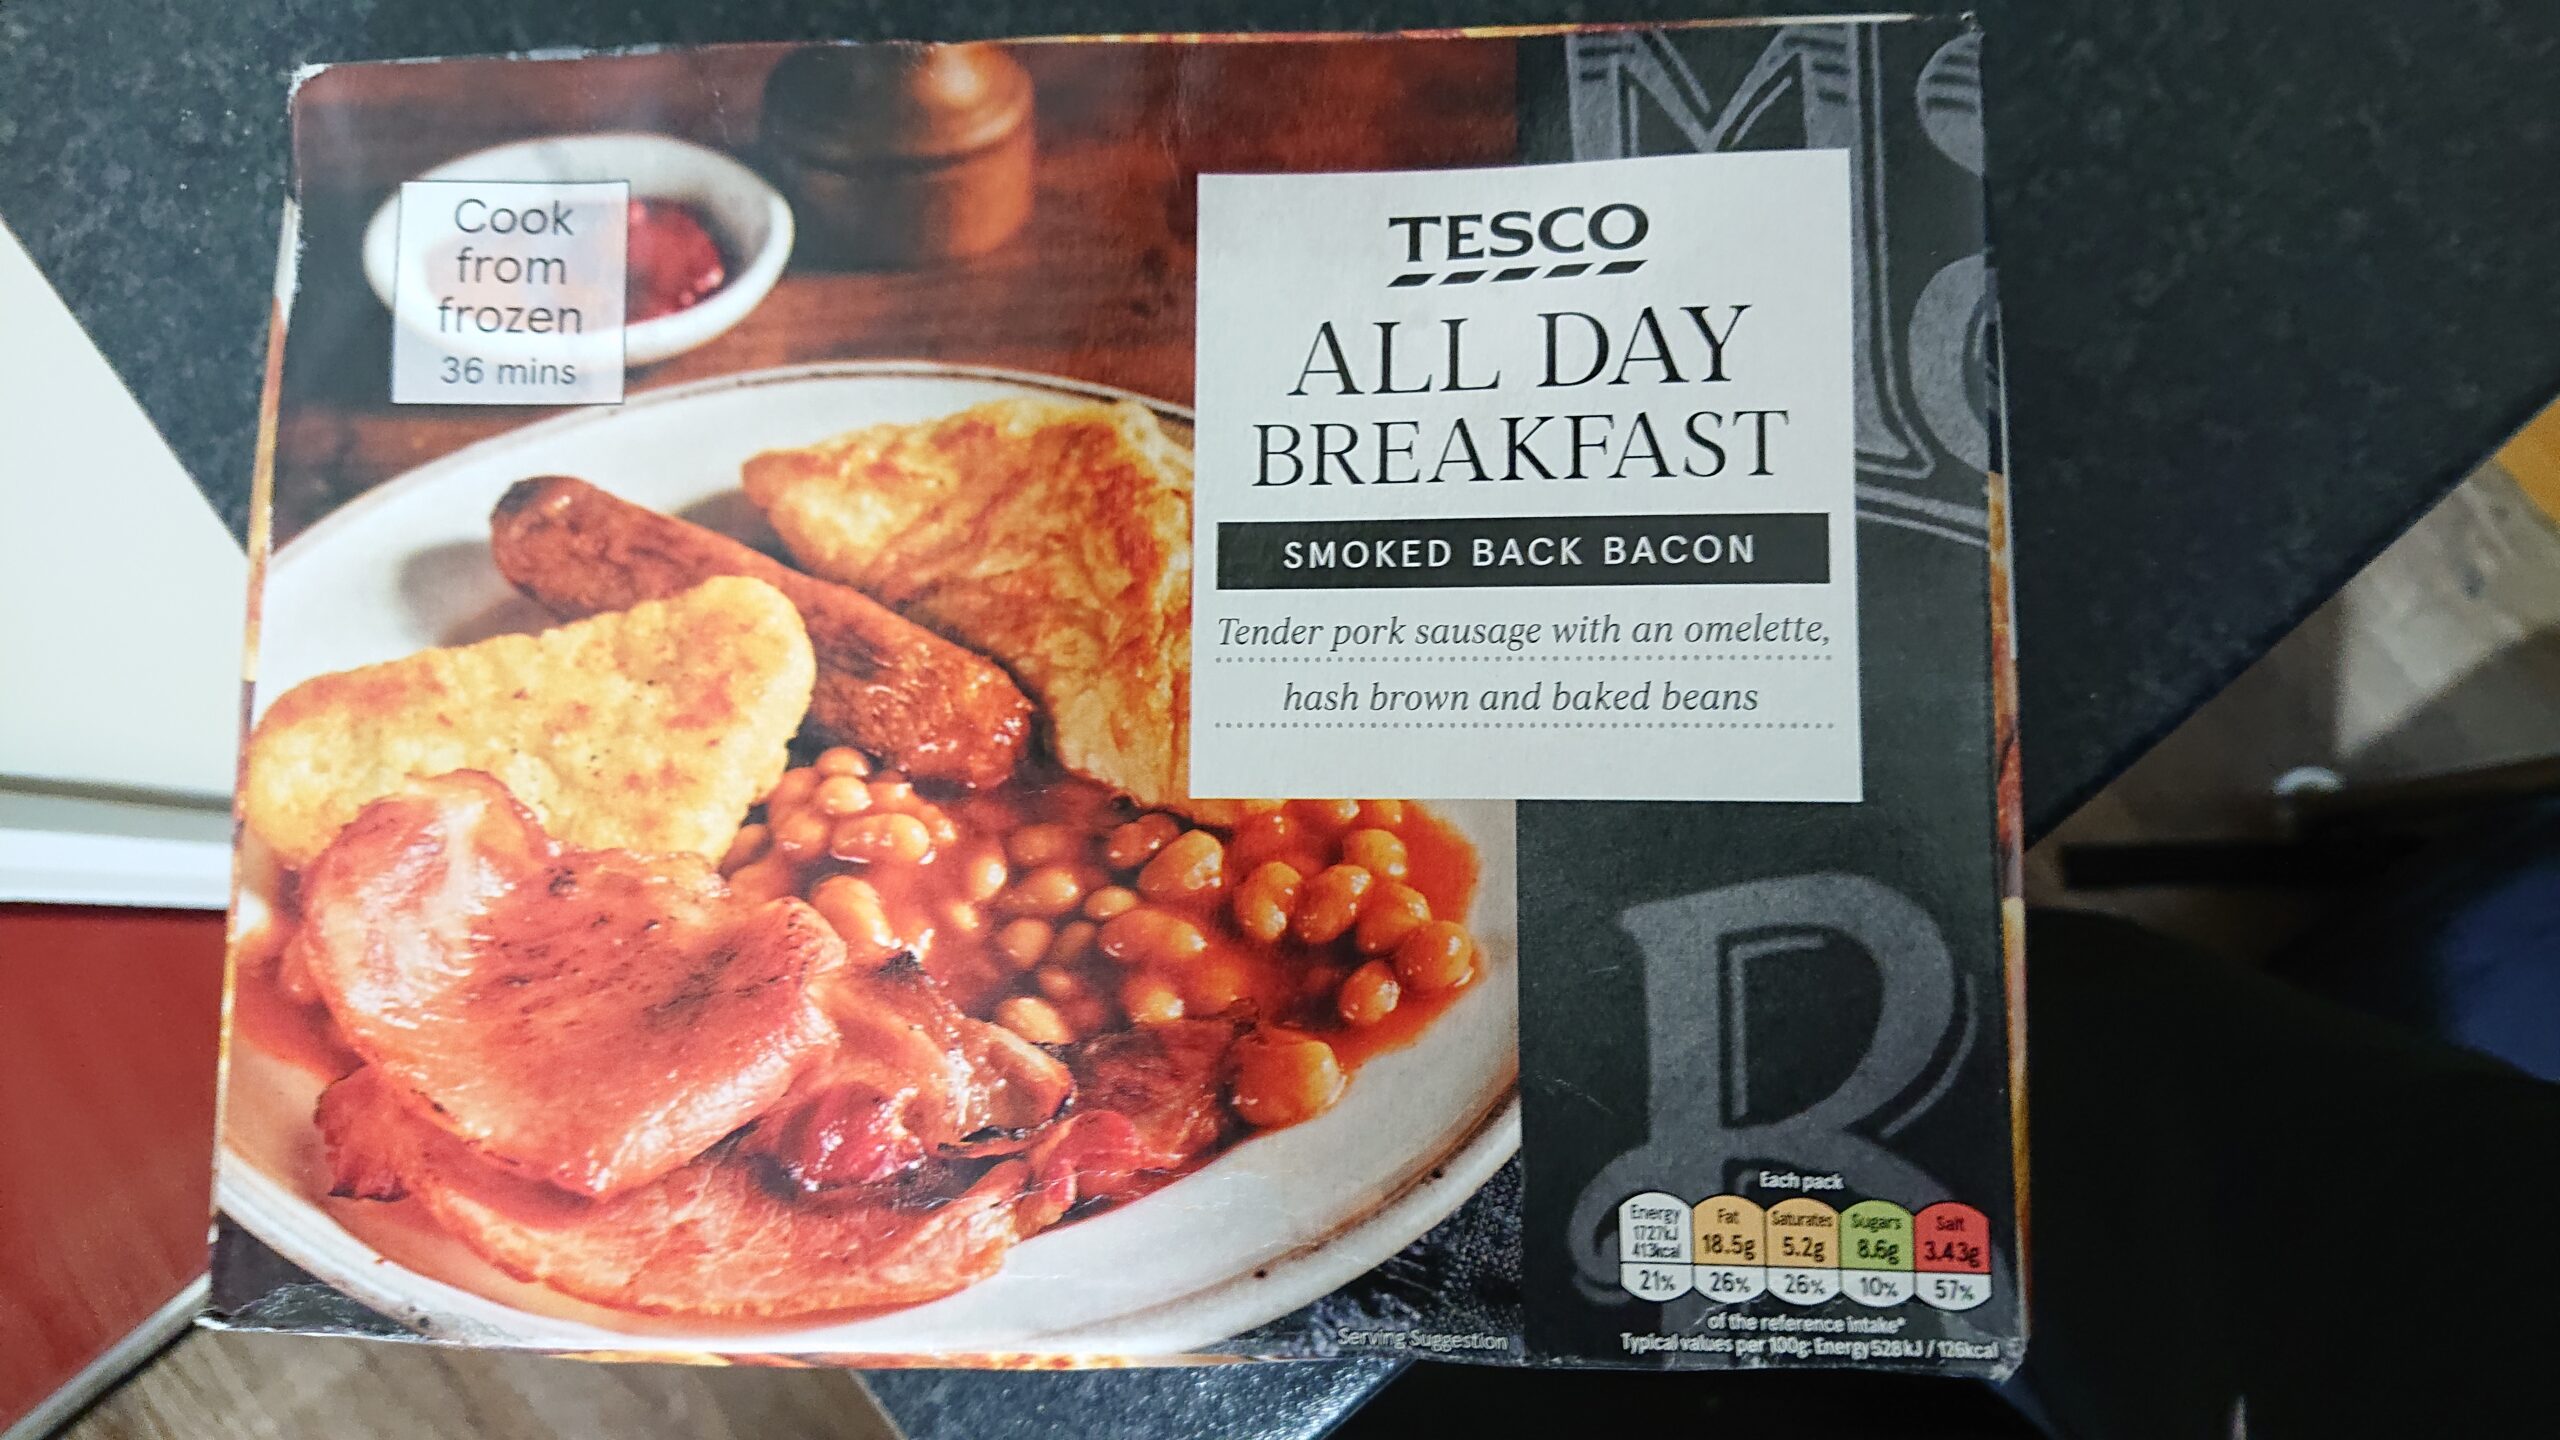 Cook
from
frozen
36 mins
TESCO
ALL DAY
BREAKFAST
SMOKED BACK BACON
Tender pork sausage with an omelette,
hash brown and baked beans
Each pack
Energy Fat Saturates Sugars Salt
1727kJ
413kcal 18.5g 5.2g 8.6g 3.43g
21% 26% 26% 10% 57%
of the reference intake*
Typical values per 100g: Energy 528kJ / 126kcal
Serving Suggestion